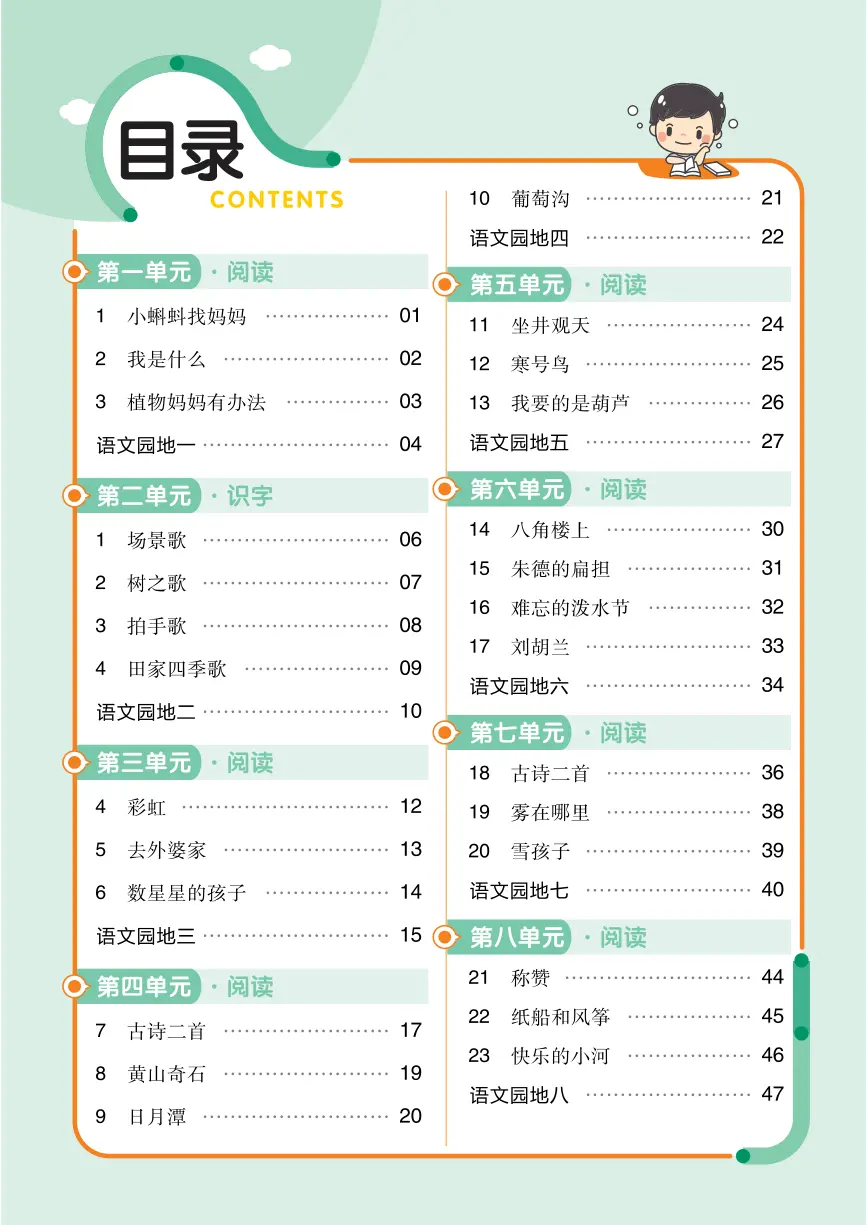 目录
CONTENTS
第一单元 · 阅读
1 小蝌蚪找妈妈 ………………… 01
2 我是什么 ………………… 02
3 植物妈妈有办法 ………………… 03
语文园地一 ………………… 04
第二单元 · 识字
1 场景歌 ………………… 06
2 树之歌 ………………… 07
3 拍手歌 ………………… 08
4 田家四季歌 ………………… 09
语文园地二 ………………… 10
第三单元 · 阅读
4 彩虹 ………………… 12
5 去外婆家 ………………… 13
6 数星星的孩子 ………………… 14
语文园地三 ………………… 15
第四单元 · 阅读
7 古诗二首 ………………… 17
8 黄山奇石 ………………… 19
9 日月潭 ………………… 20
10 葡萄沟 ………………… 21
语文园地四 ………………… 22
第五单元 · 阅读
11 坐井观天 ………………… 24
12 寒号鸟 ………………… 25
13 我要的是葫芦 ………………… 26
语文园地五 ………………… 27
第六单元 · 阅读
14 八角楼上 ………………… 30
15 朱德的扁担 ………………… 31
16 难忘的泼水节 ………………… 32
17 刘胡兰 ………………… 33
语文园地六 ………………… 34
第七单元 · 阅读
18 古诗二首 ………………… 36
19 雾在哪里 ………………… 38
20 雪孩子 ………………… 39
语文园地七 ………………… 40
第八单元 · 阅读
21 称赞 ………………… 44
22 纸船和风筝 ………………… 45
23 快乐的小河 ………………… 46
语文园地八 ………………… 47